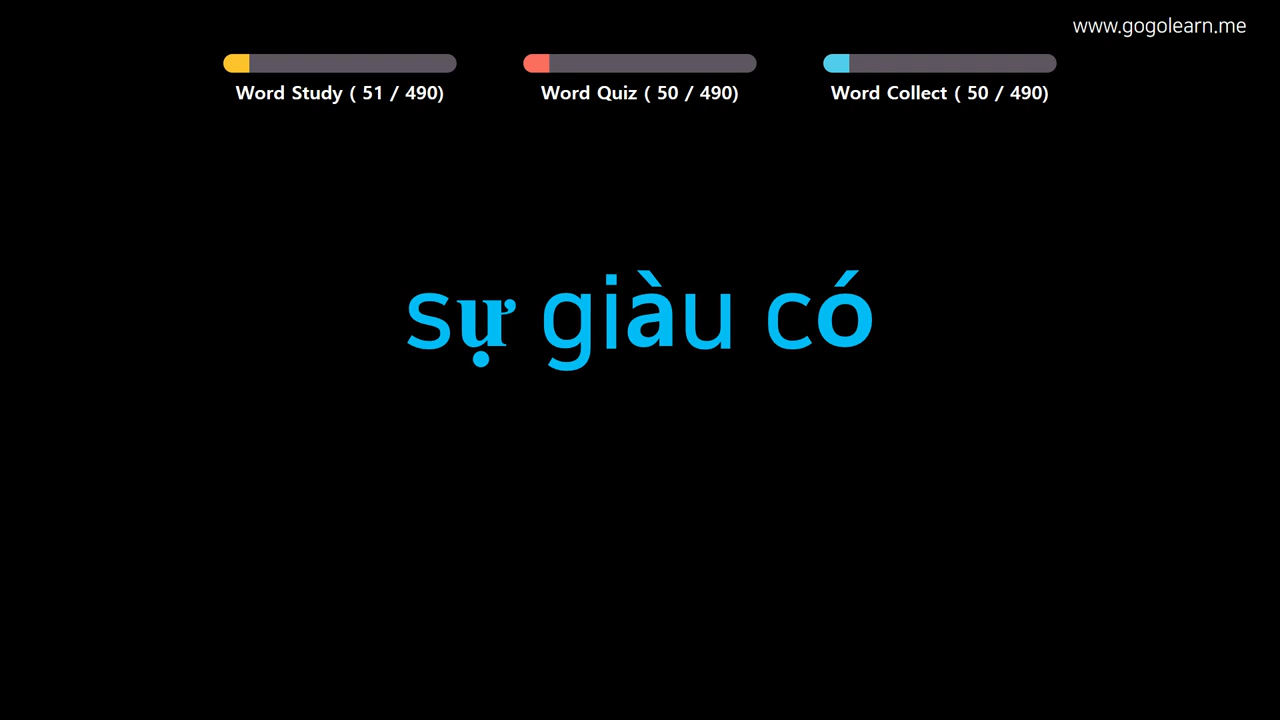 www.gogolearn.me
Word Study ( 51 / 490)
Word Quiz ( 50 / 490)
Word Collect ( 50 / 490)
sự giàu có